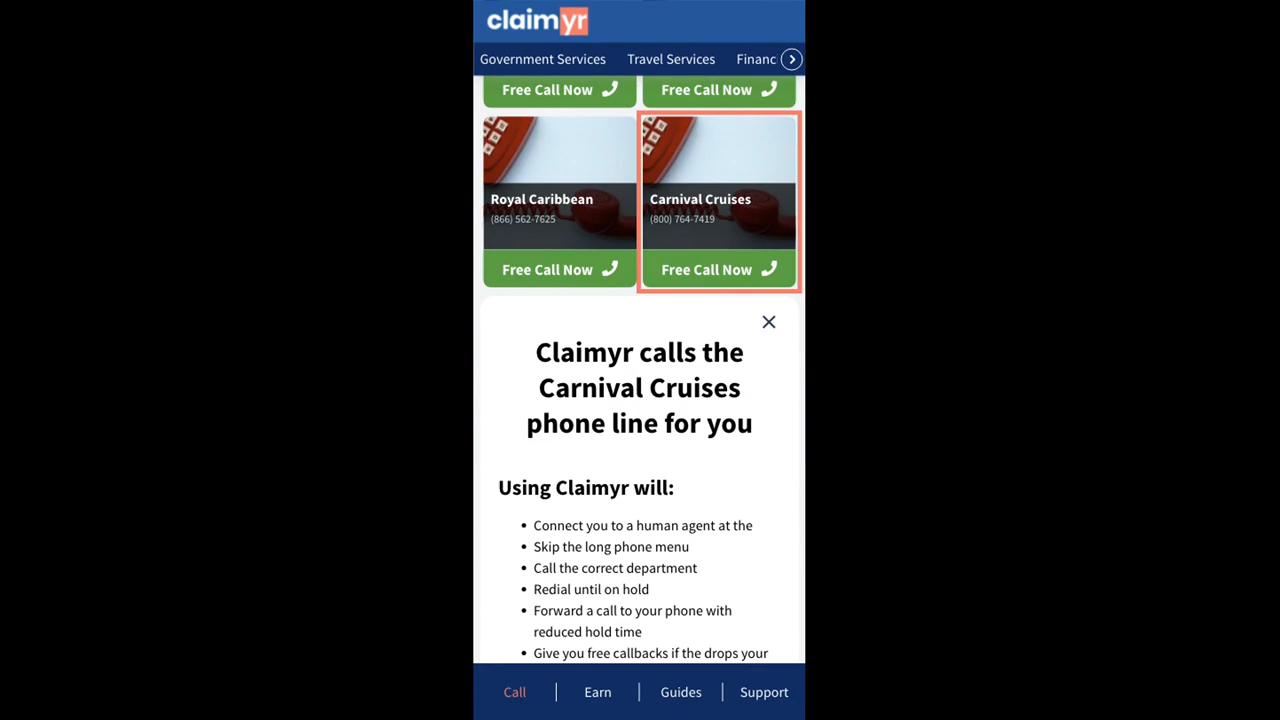 claimyr
Government Services Travel Services Financ
Free Call Now Free Call Now
Royal Caribbean Carnival Cruises
(866) 562-7625 (800) 764-7419
Free Call Now Free Call Now
Claimyr calls the
Carnival Cruises
phone line for you
Using Claimyr will:
• Connect you to a human agent at the
• Skip the long phone menu
• Call the correct department
• Redial until on hold
• Forward a call to your phone with
reduced hold time
• Give you free callbacks if the drops your
Call Earn Guides Support